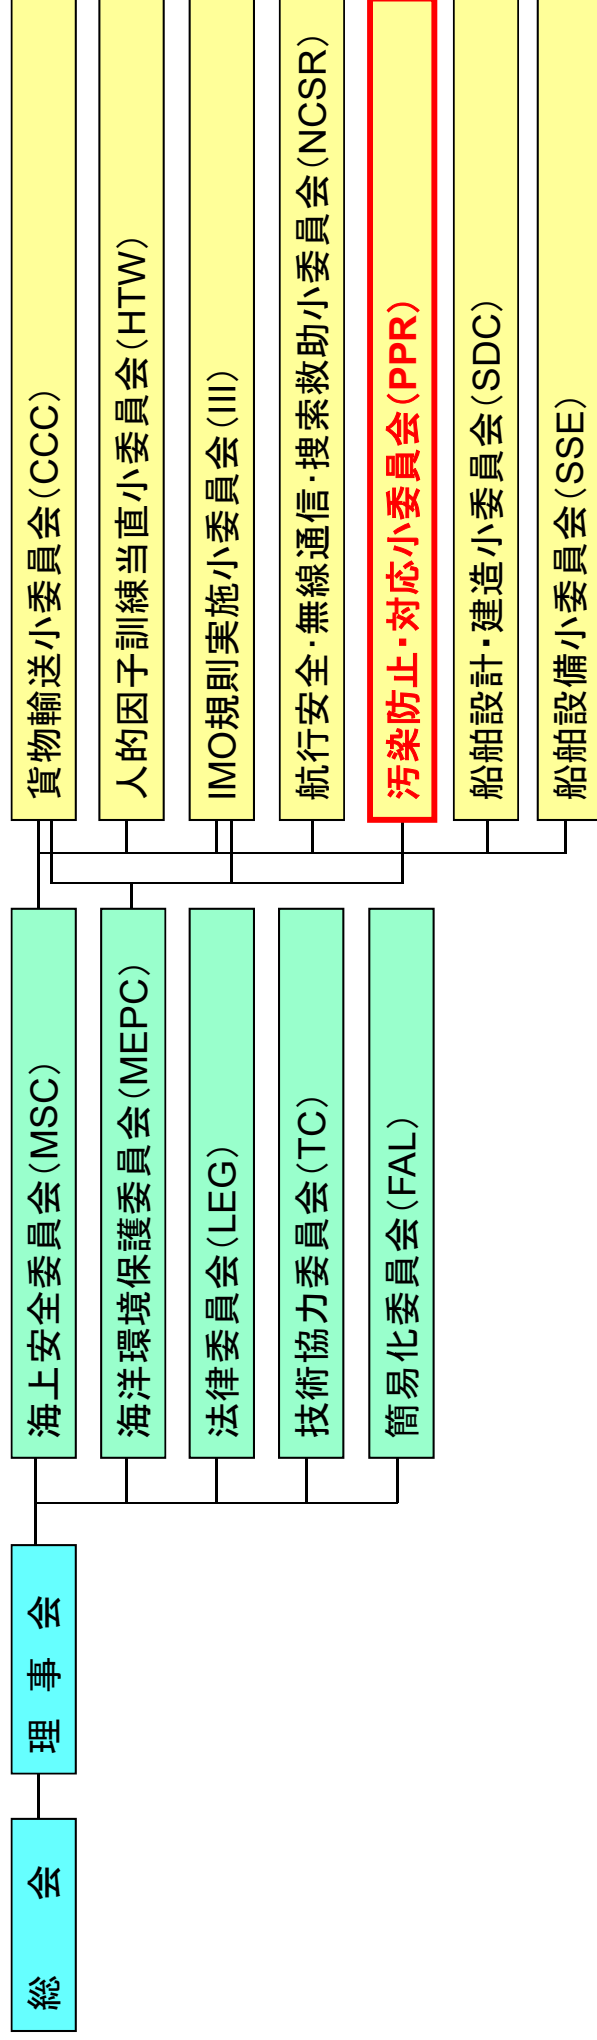 総　　会
理　事　会
海上安全委員会(MSC)
海洋環境保護委員会(MEPC)
法律委員会(LEG)
技術協力委員会(TC)
簡易化委員会(FAL)
貨物輸送小委員会(CCC)
人的因子訓練当直小委員会(HTW)
IMO規則実施小委員会(III)
航行安全･無線通信･捜索救助小委員会(NCSR)
汚染防止・対応小委員会(PPR)
船舶設計・建造小委員会(SDC)
船舶設備小委員会(SSE)